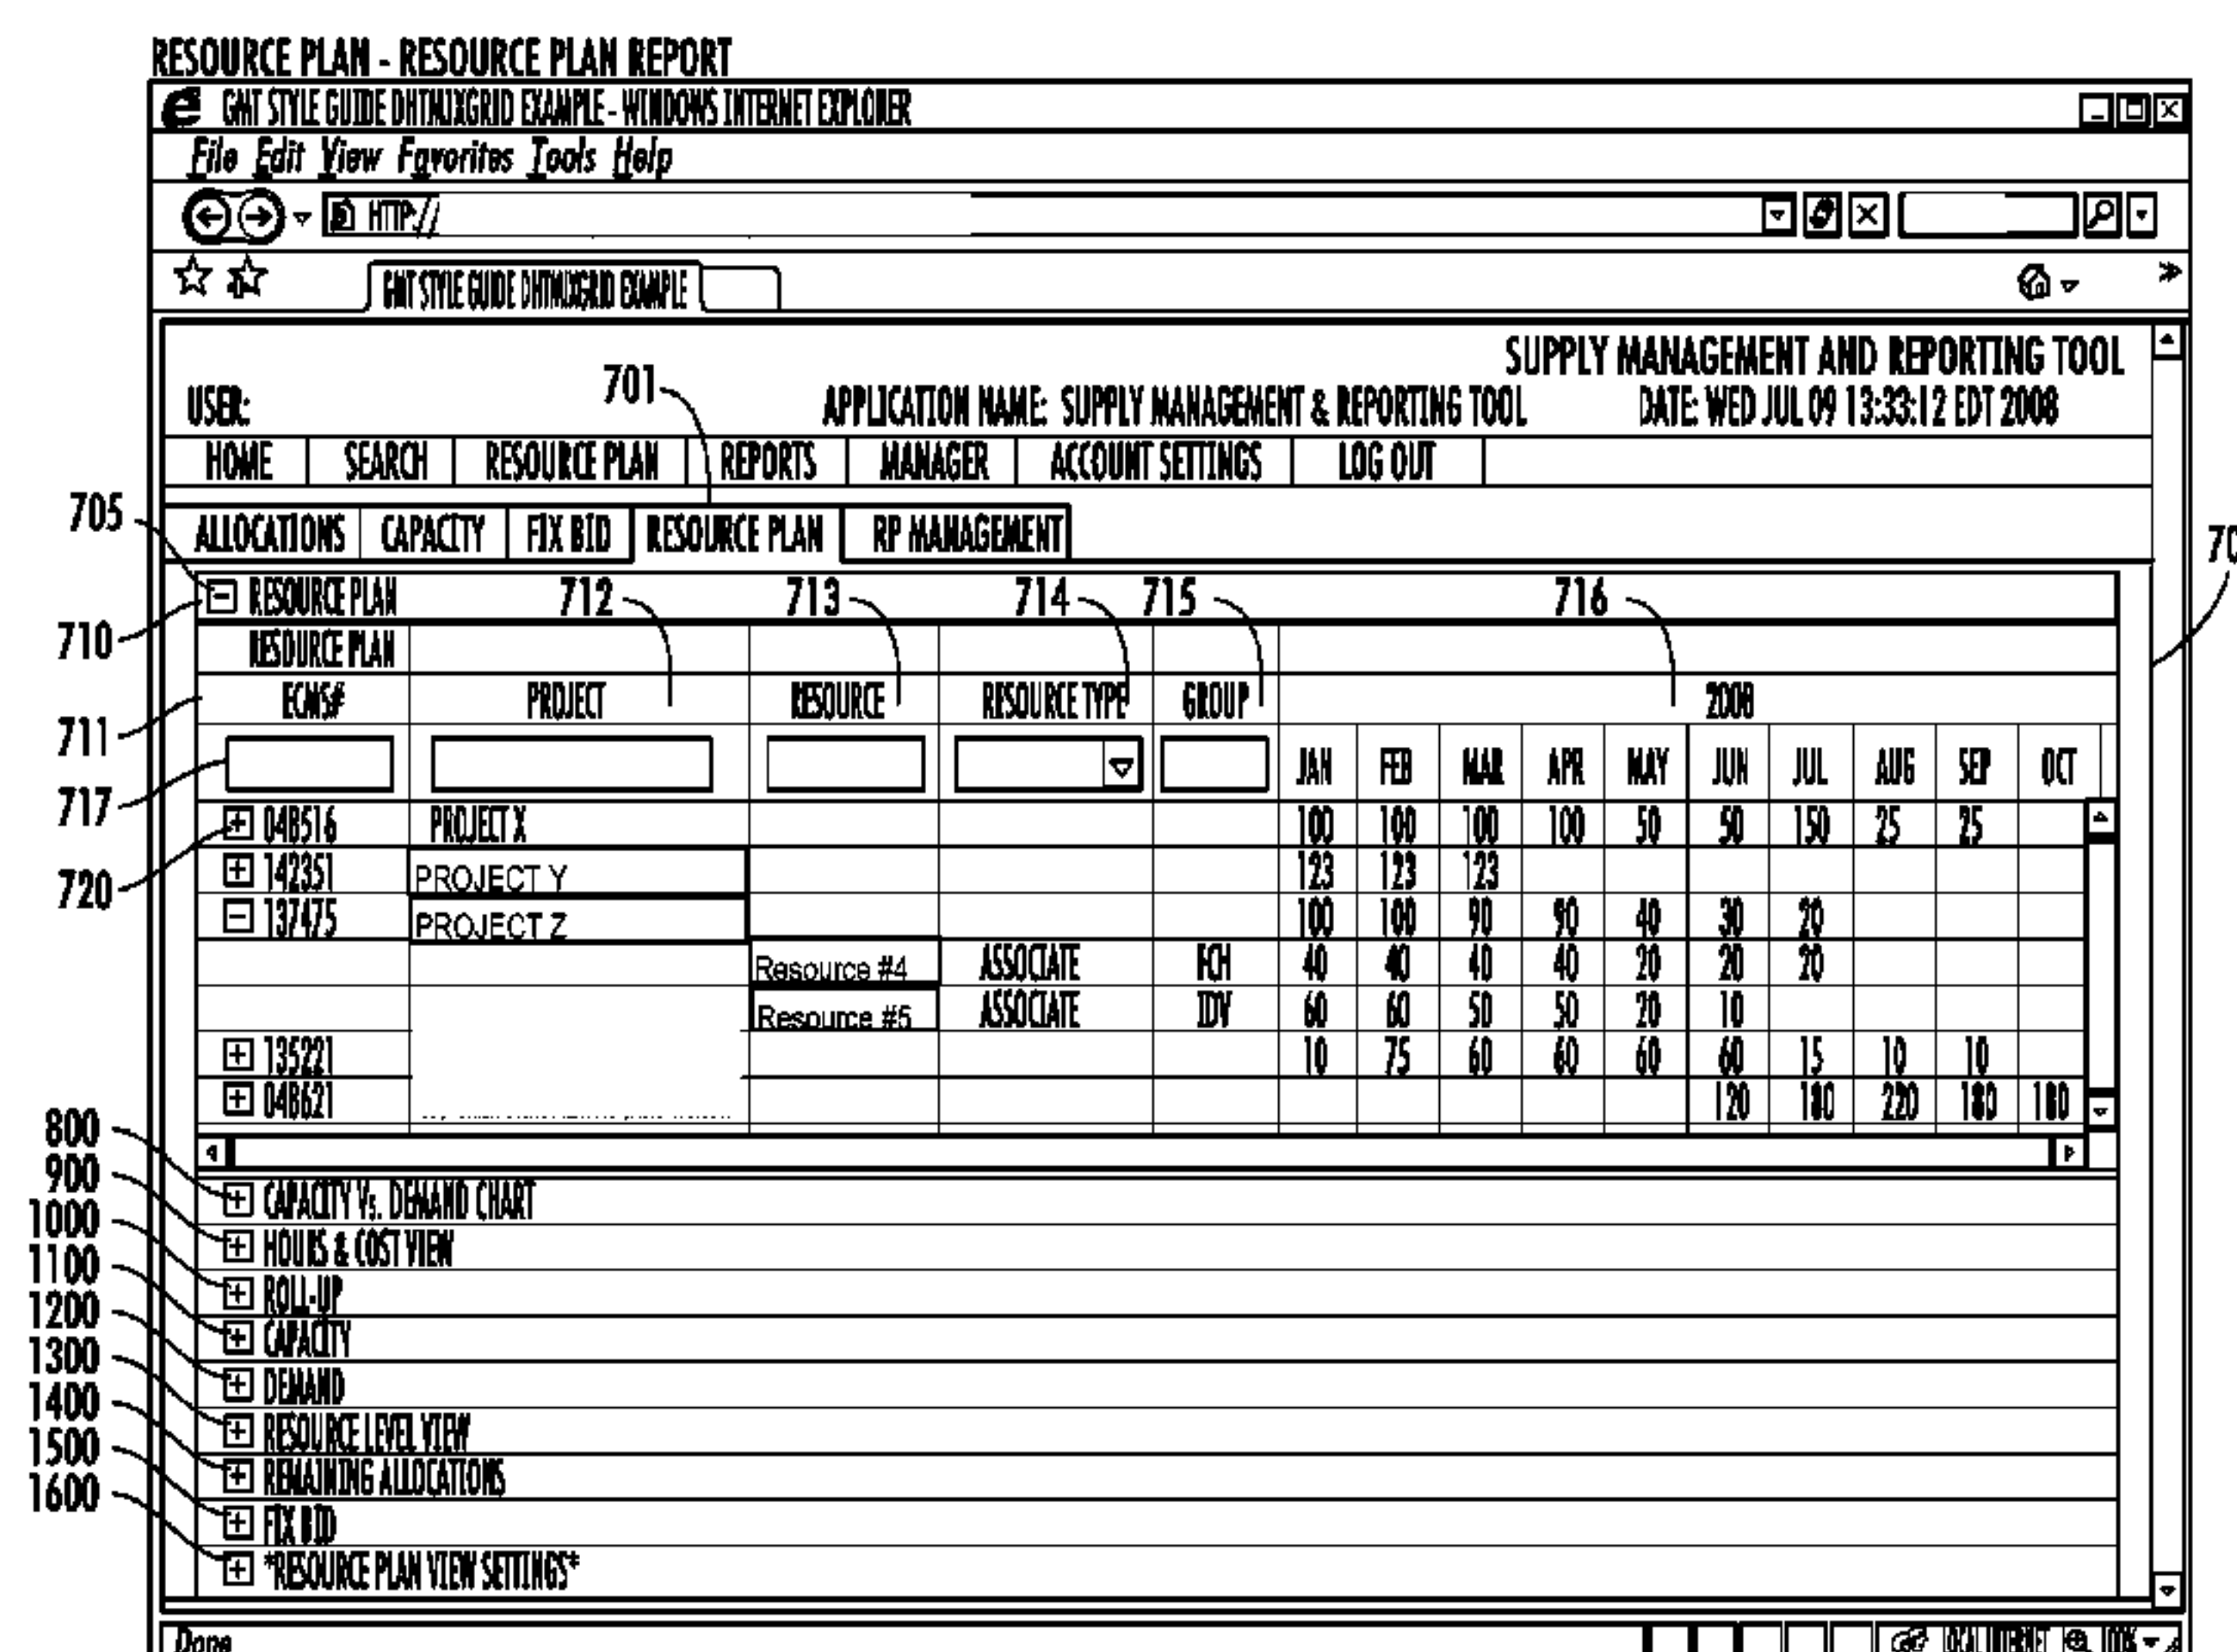 RESOURCE PLAN - RESOURCE PLAN REPORT
GMT STYLE GUIDE DHTMLXGRID EXAMPLE - WINDOWS INTERNET EXPLORER
File Edit View Favorites Tools Help
HTTP://
GMT STYLE GUIDE DHTMLXGRID EXAMPLE
SUPPLY MANAGEMENT AND REPORTING TOOL
701
USER: APPLICATION NAME: SUPPLY MANAGEMENT & REPORTING TOOL DATE: WED JUL 09 13:33:12 EDT 2008
HOME SEARCH RESOURCE PLAN REPORTS MANAGER ACCOUNT SETTINGS LOG OUT
705
ALLOCATIONS CAPACITY FIX BID RESOURCE PLAN RP MANAGEMENT
RESOURCE PLAN 712 713 714 715 716
710
RESOURCE PLAN
ECMS# PROJECT RESOURCE RESOURCE TYPE GROUP 2008
711
JAN FEB MAR APR MAY JUN JUL AUG SEP OCT
717
04B516 PROJECT X 100 100 100 100 50 50 150 25 25
142351 PROJECT Y 123 123 123
720
137475 PROJECT Z 100 100 90 90 40 30 20
Resource #4 ASSOCIATE FCH 40 40 40 40 20 20 20
Resource #5 ASSOCIATE IDV 60 60 50 50 20 10
135221 10 75 60 60 60 60 15 10 10
04B621 120 180 220 180 180
800 CAPACITY Vs. DEMAND CHART
900 HOURS & COST VIEW
1000 ROLL-UP
1100 CAPACITY
1200 DEMAND
1300 RESOURCE LEVEL VIEW
1400 REMAINING ALLOCATIONS
1500 FIX BID
1600 *RESOURCE PLAN VIEW SETTINGS*
Done